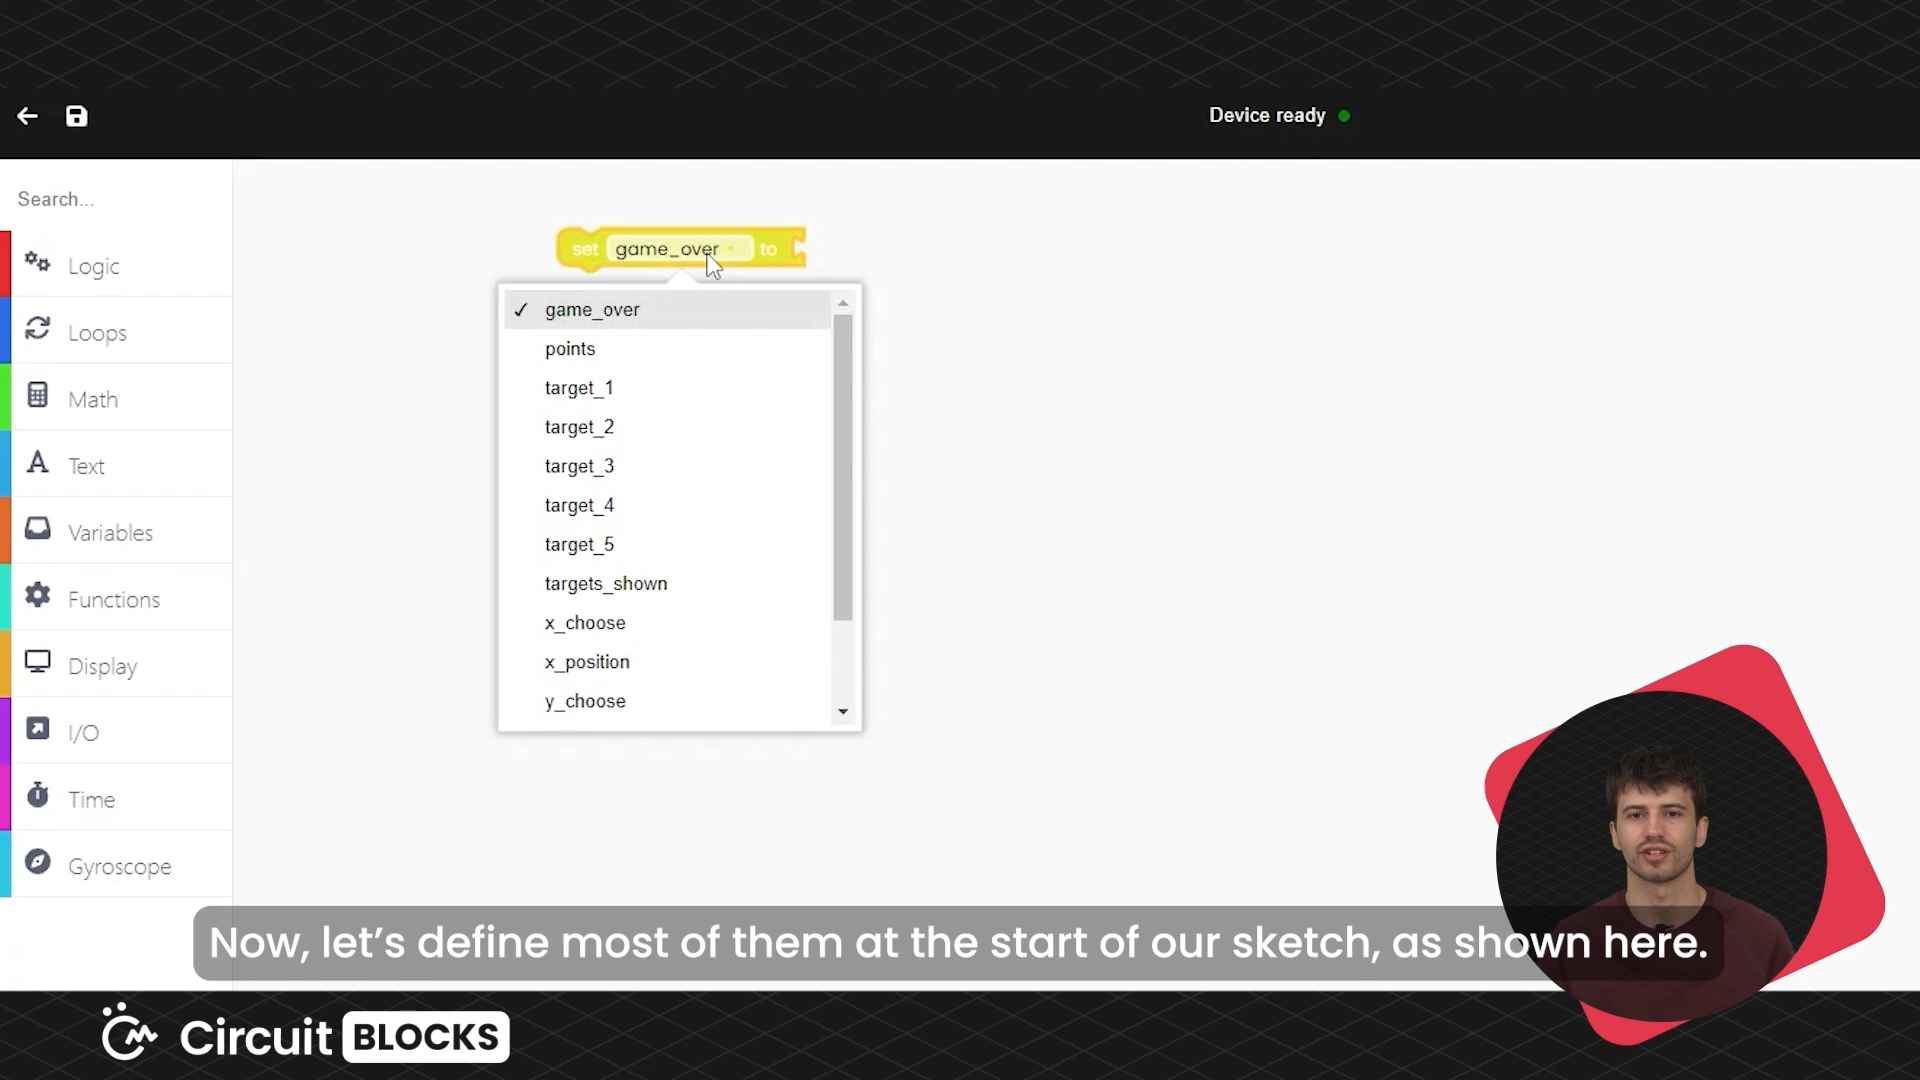 Device ready
Search...
set game_over to
Logic
Loops
Math
Text
Variables
Functions
Display
I/O
Time
Gyroscope
✓ game_over
points
target_1
target_2
target_3
target_4
target_5
targets_shown
x_choose
x_position
y_choose
Now, let’s define most of them at the start of our sketch, as shown here.
Circuit BLOCKS